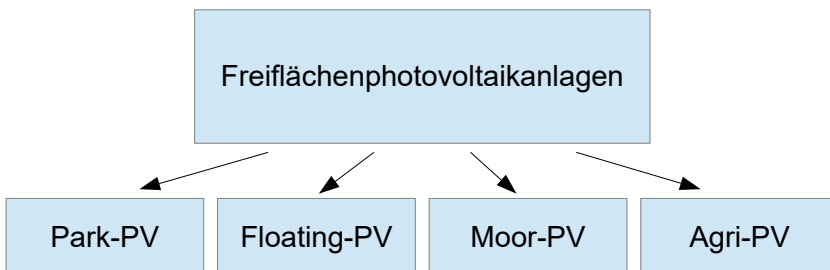 Freiflächenphotovoltaikanlagen
Park-PV
Floating-PV
Moor-PV
Agri-PV